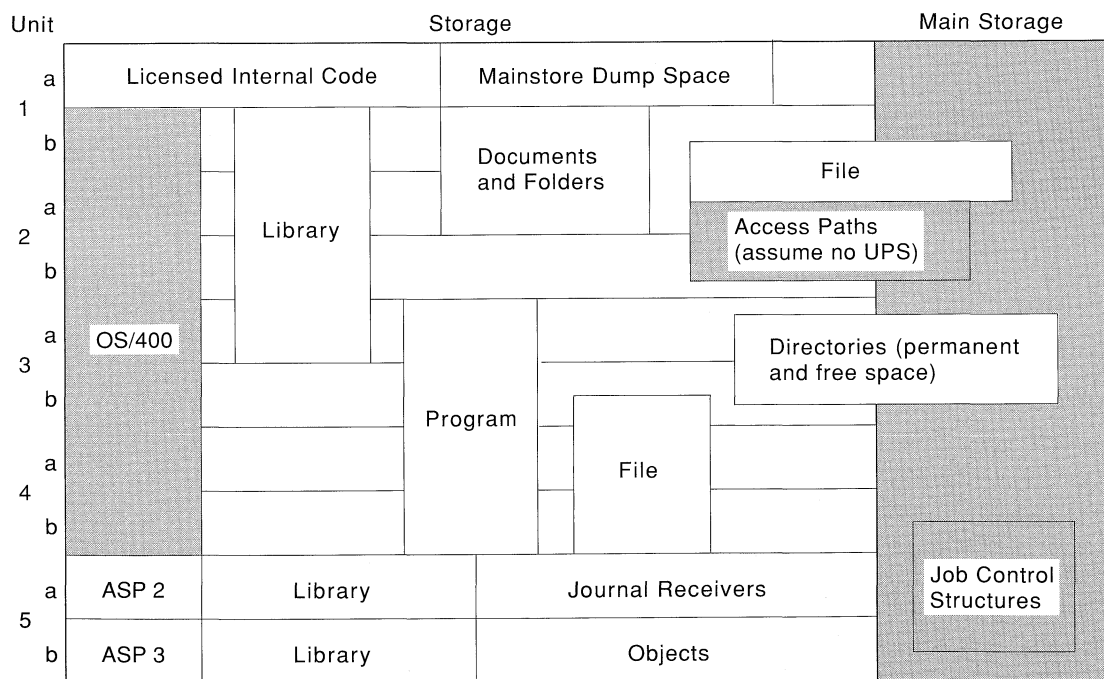 Unit
Storage
Main Storage
a
Licensed Internal Code
Mainstore Dump Space
1
b
Documents
and Folders
File
a
Library
Access Paths
(assume no UPS)
2
b
a
OS/400
Directories (permanent
and free space)
3
b
Program
a
File
4
b
a
ASP 2
Library
Journal Receivers
Job Control
Structures
5
b
ASP 3
Library
Objects